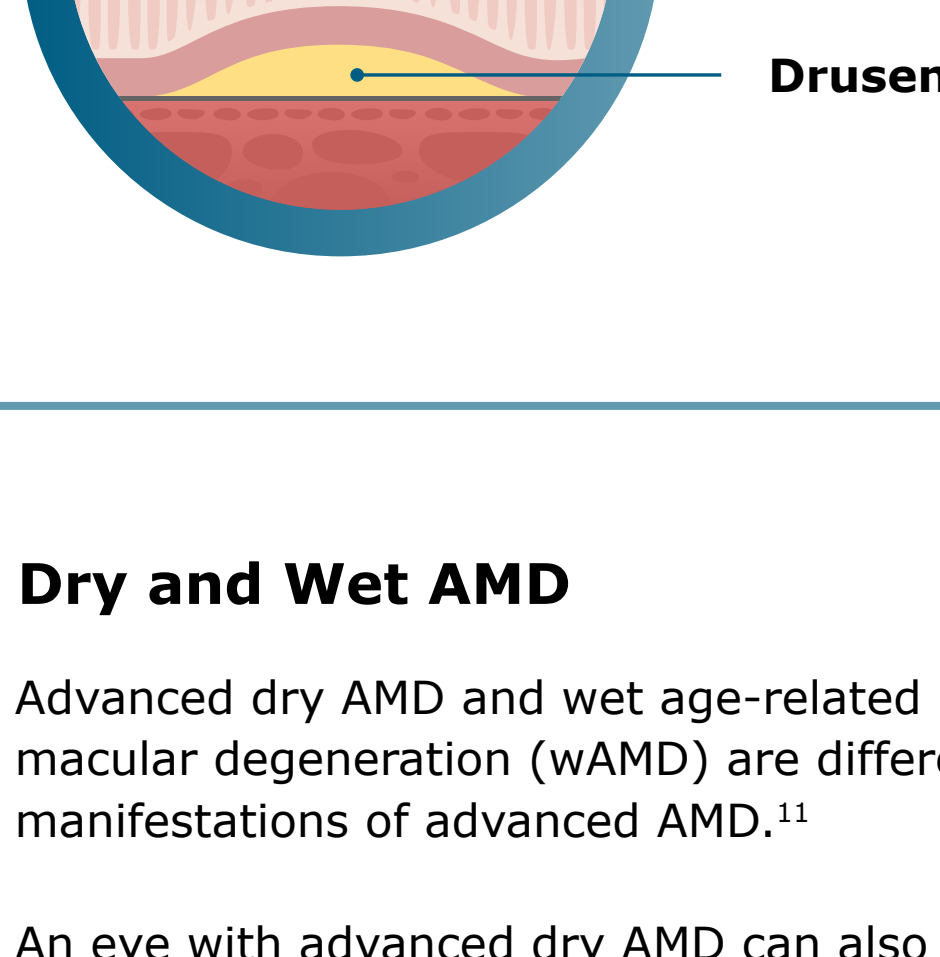 Drusen
Dry and Wet AMD
Advanced dry AMD and wet age-related
macular degeneration (wAMD) are
manifestations of advanced AMD.¹¹
An eye with advanced dry AMD can also